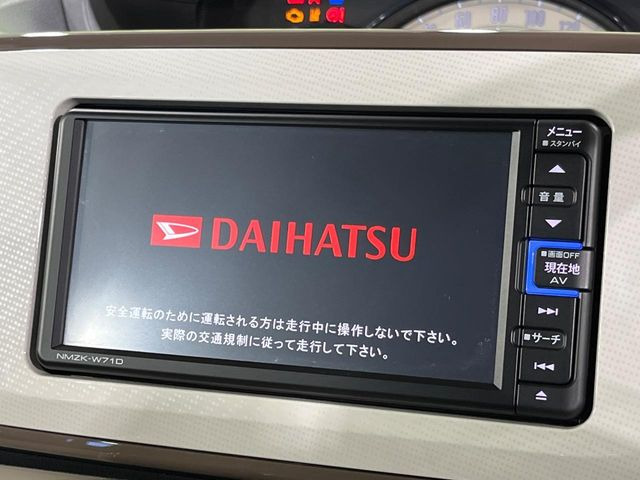 DAIHATSU
安全運転のために運転される方は走行中に操作しないで下さい。
実際の交通規制に従って走行して下さい。
NMZK-W71D
メニュー
スタンバイ
音量
画面OFF
現在地
AV
サーチ